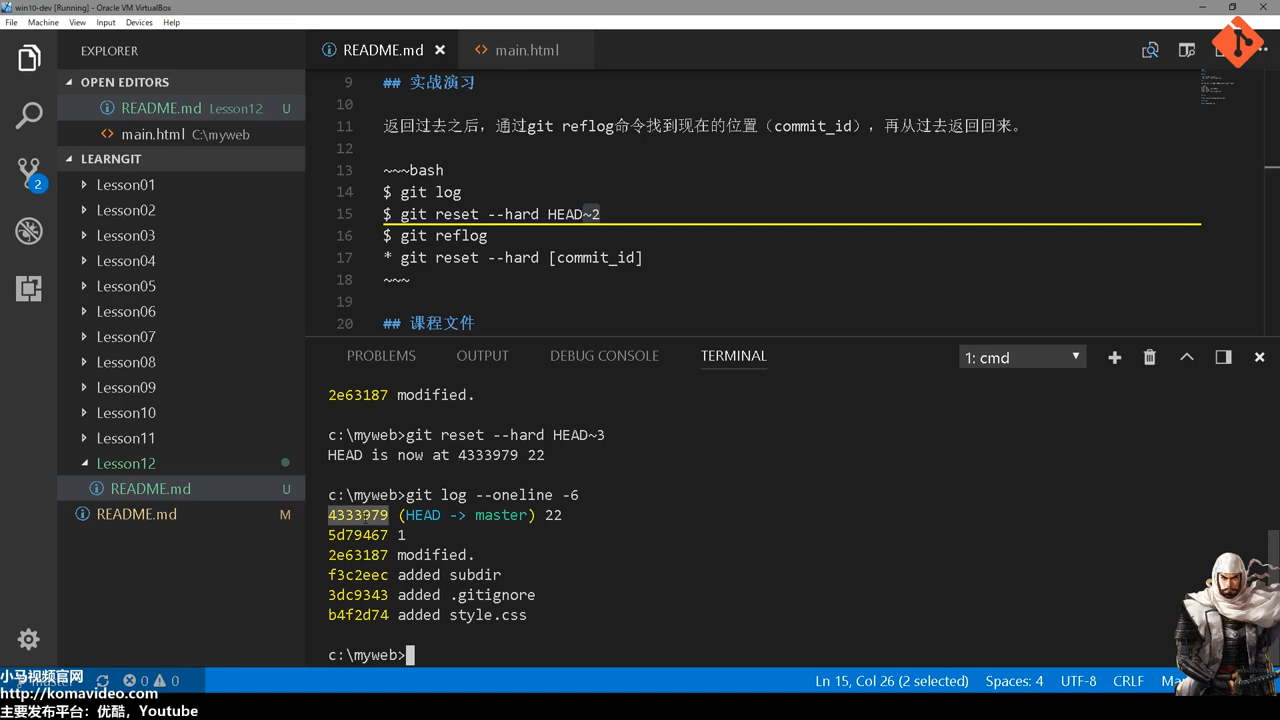 win10-dev [Running] - Oracle VM VirtualBox
File Machine View Input Devices Help
EXPLORER
OPEN EDITORS
README.md Lesson12 U
main.html C:\myweb
LEARNGIT
Lesson01
Lesson02
Lesson03
Lesson04
Lesson05
Lesson06
Lesson07
Lesson08
Lesson09
Lesson10
Lesson11
Lesson12
README.md U
README.md M
2
README.md main.html
9 ## 实战演习
10
11 返回过去之后，通过git reflog命令找到现在的位置（commit_id），再从过去返回回来。
12
13 ~~~bash
14 $ git log
15 $ git reset --hard HEAD~2
16 $ git reflog
17 * git reset --hard [commit_id]
18 ~~~
19
20 ## 课程文件
PROBLEMS OUTPUT DEBUG CONSOLE TERMINAL 1: cmd
2e63187 modified.
c:\myweb>git reset --hard HEAD~3
HEAD is now at 4333979 22
c:\myweb>git log --oneline -6
4333979 (HEAD -> master) 22
5d79467 1
2e63187 modified.
f3c2eec added subdir
3dc9343 added .gitignore
b4f2d74 added style.css
c:\myweb>
0 0 Ln 15, Col 26 (2 selected) Spaces: 4 UTF-8 CRLF
小马视频官网
http://komavideo.com
主要发布平台：优酷，Youtube